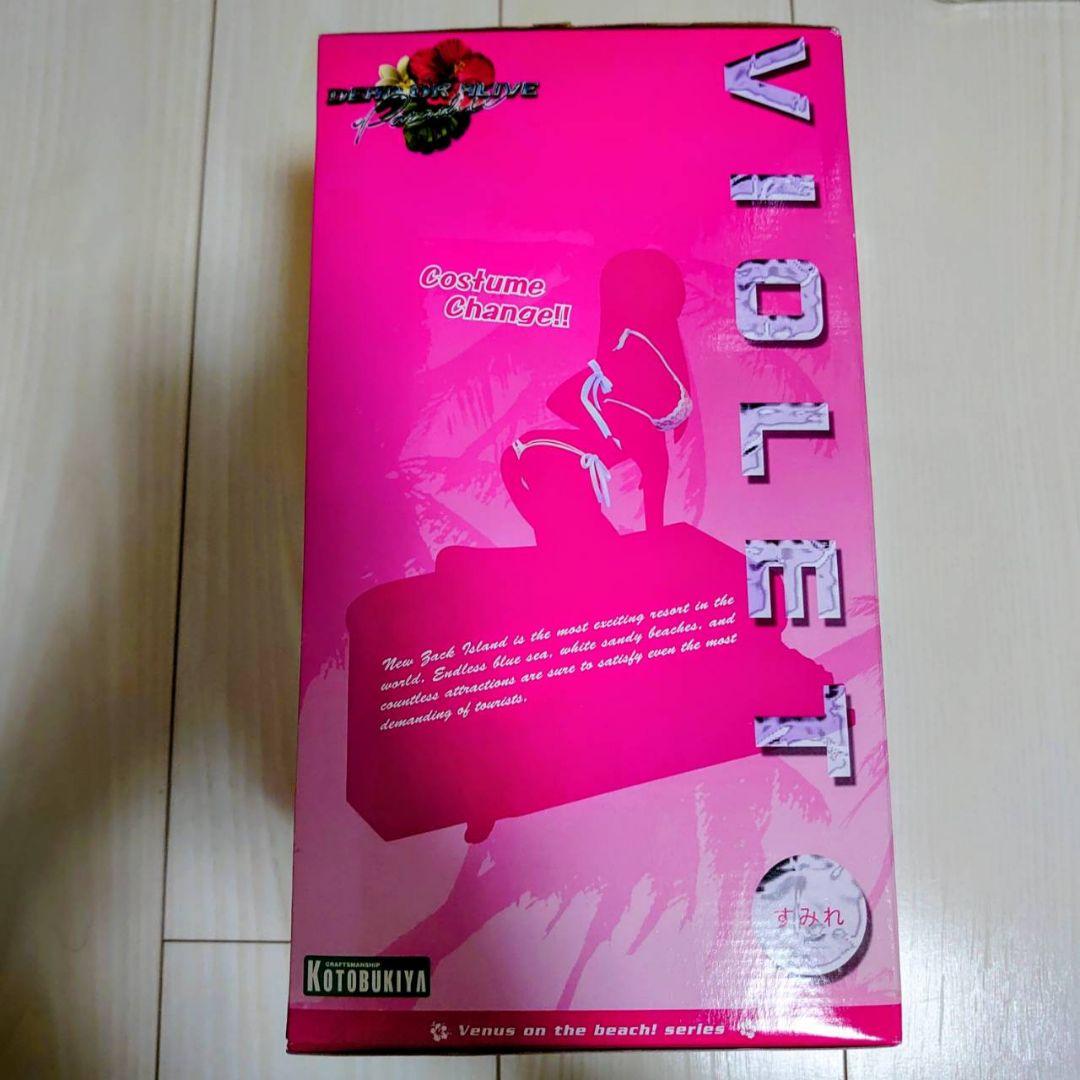 DEAD OR ALIVE
Paradise
VIOLET
すみれ
Costume
Change!!
New Zack Island is the most exciting resort in the
world. Endless blue sea, white sandy beaches, and
countless attractions are sure to satisfy even the most
demanding of tourists.
CRAFTSMANSHIP
KOTOBUKIYA
Venus on the beach! series